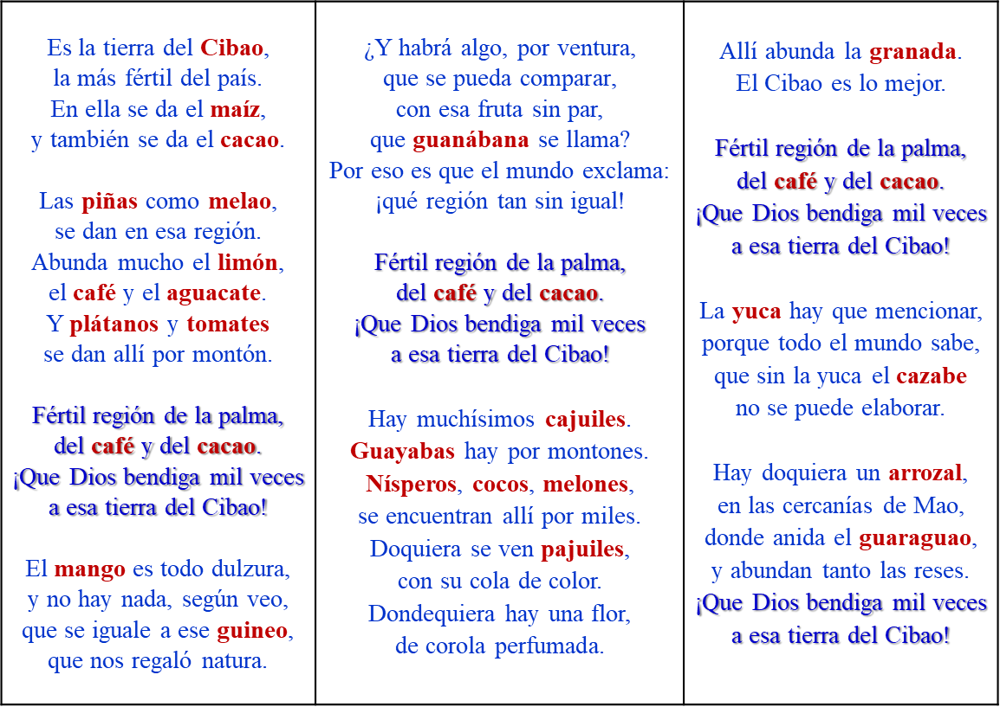 Es la tierra del Cibao,
la más fértil del país.
En ella se da el maíz,
y también se da el cacao.
Las piñas como melao,
se dan en esa región.
Abunda mucho el limón,
el café y el aguacate.
Y plátanos y tomates
se dan allí por montón.
Fértil región de la palma,
del café y del cacao.
¡Que Dios bendiga mil veces
a esa tierra del Cibao!
El mango es todo dulzura,
y no hay nada, según veo,
que se iguale a ese guineo,
que nos regaló natura.
¿Y habrá algo, por ventura,
que se pueda comparar,
con esa fruta sin par,
que guanábana se llama?
Por eso es que el mundo exclama:
¡qué región tan sin igual!
Fértil región de la palma,
del café y del cacao.
¡Que Dios bendiga mil veces
a esa tierra del Cibao!
Hay muchísimos cajuiles.
Guayabas hay por montones.
Nísperos, cocos, melones,
se encuentran allí por miles.
Doquiera se ven pajuiles,
con su cola de color.
Dondequiera hay una flor,
de corola perfumada.
Allí abunda la granada.
El Cibao es lo mejor.
Fértil región de la palma,
del café y del cacao.
¡Que Dios bendiga mil veces
a esa tierra del Cibao!
La yuca hay que mencionar,
porque todo el mundo sabe,
que sin la yuca el cazabe
no se puede elaborar.
Hay doquiera un arrozal,
en las cercanías de Mao,
donde anida el guaraguao,
y abundan tanto las reses.
¡Que Dios bendiga mil veces
a esa tierra del Cibao!